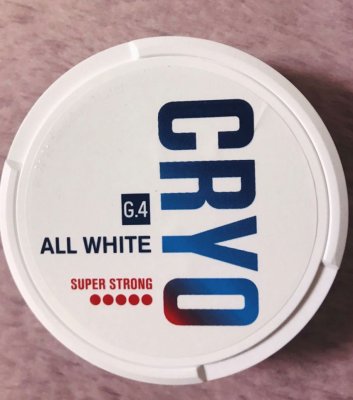 CRYO
G.4
ALL WHITE
SUPER STRONG